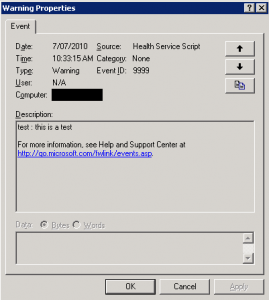 Warning Properties
Event
Date: 7/07/2010 Source: Health Service Script
Time: 10:33:15 AM Category: None
Type: Warning Event ID: 9999
User: N/A
Computer:
Description:
test : this is a test
For more information, see Help and Support Center at
http://go.microsoft.com/fwlink/events.asp.
Data: Bytes Words
OK Cancel Apply